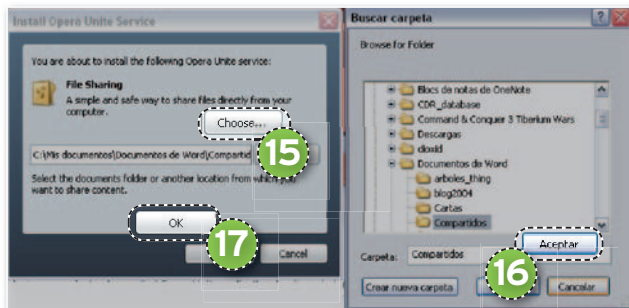 Install Opera Unite Service
You are about to install the following Opera Unite service:
File Sharing
A simple and safe way to share files directly from your
computer.
Choose...
15
C:\Mis documentos\Documentos de Word\Compartid
Select the documents folder or another location from which you
want to share content.
OK
17
Cancel
Buscar carpeta
Browse for Folder
Blocs de notas de OneNote
CDR_database
Command & Conquer 3 Tiberium Wars
Descargas
dloxid
Documentos de Word
arboles_thing
blog2004
Cartas
Compartidos
Aceptar
Carpeta: Compartidos
16
Crear nueva carpeta
Cancelar